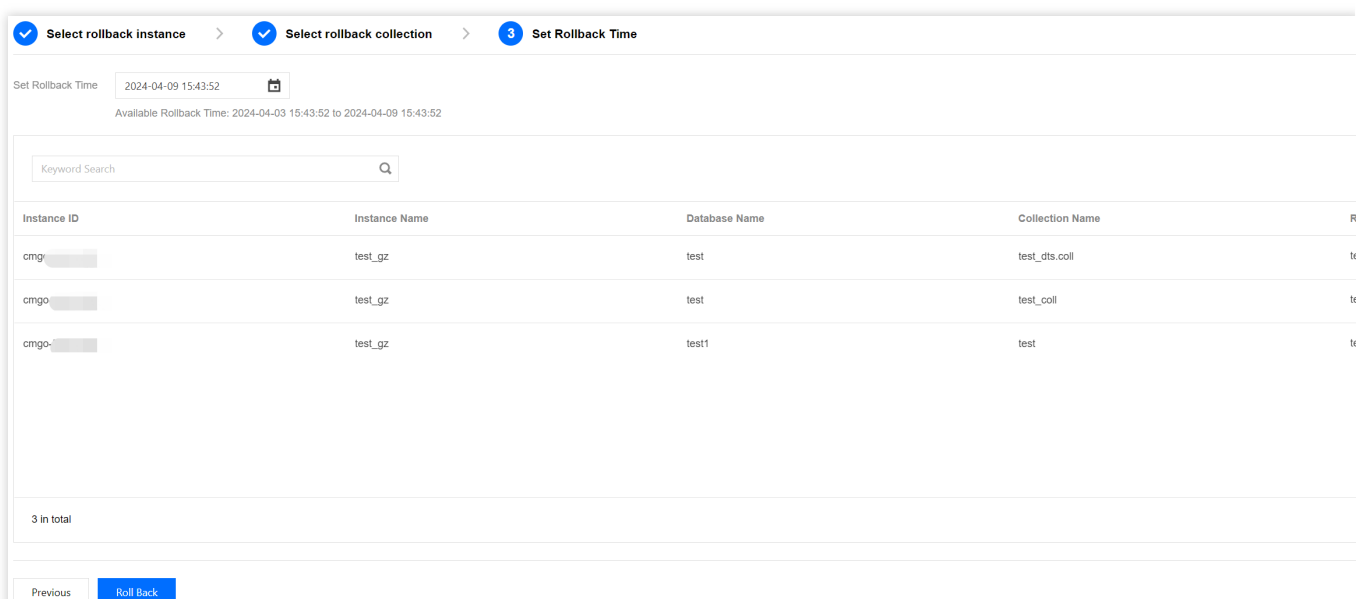 Select rollback instance > Select rollback collection > 3 Set Rollback Time
Set Rollback Time 2024-04-09 15:43:52
Available Rollback Time: 2024-04-03 15:43:52 to 2024-04-09 15:43:52
Keyword Search
Instance ID Instance Name Database Name Collection Name
test_gz test test_dts.coll
cmgo test_gz test test_coll
cmgo- test_gz test1 test
3 in total
Previous Roll Back